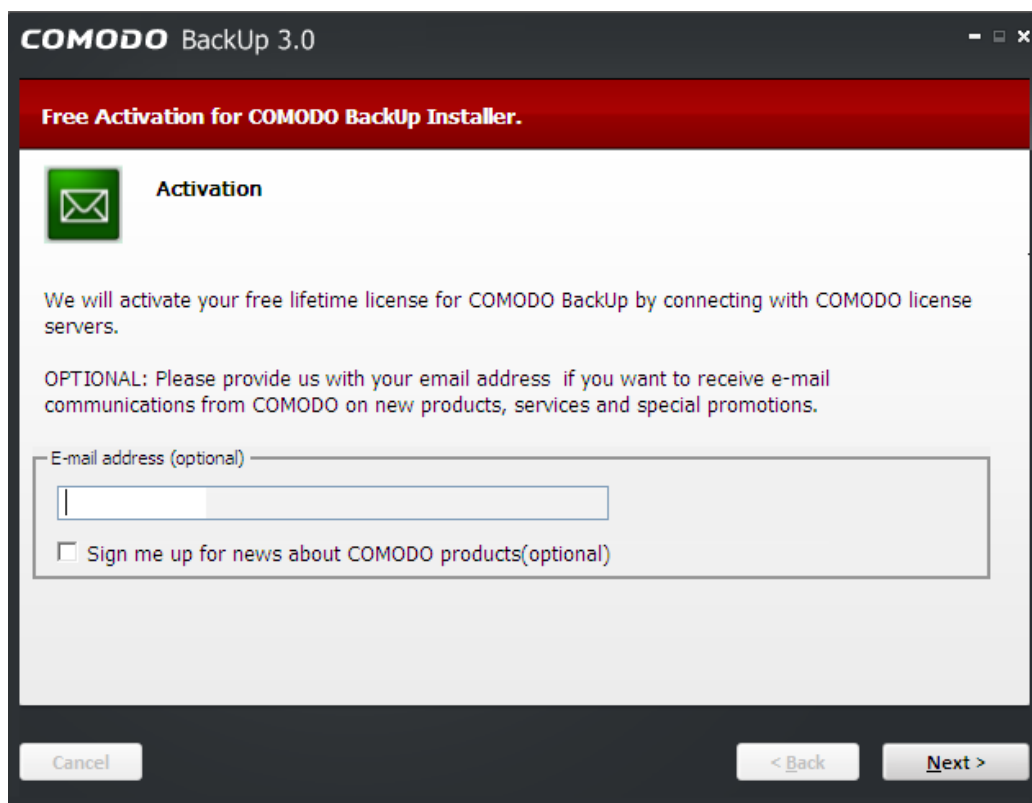 COMODO BackUp 3.0
Free Activation for COMODO BackUp Installer.
Activation
We will activate your free lifetime license for COMODO BackUp by connecting with COMODO license
servers.
OPTIONAL: Please provide us with your email address  if you want to receive e-mail
communications from COMODO on new products, services and special promotions.
E-mail address (optional)
Sign me up for news about COMODO products(optional)
Cancel
< Back
Next >